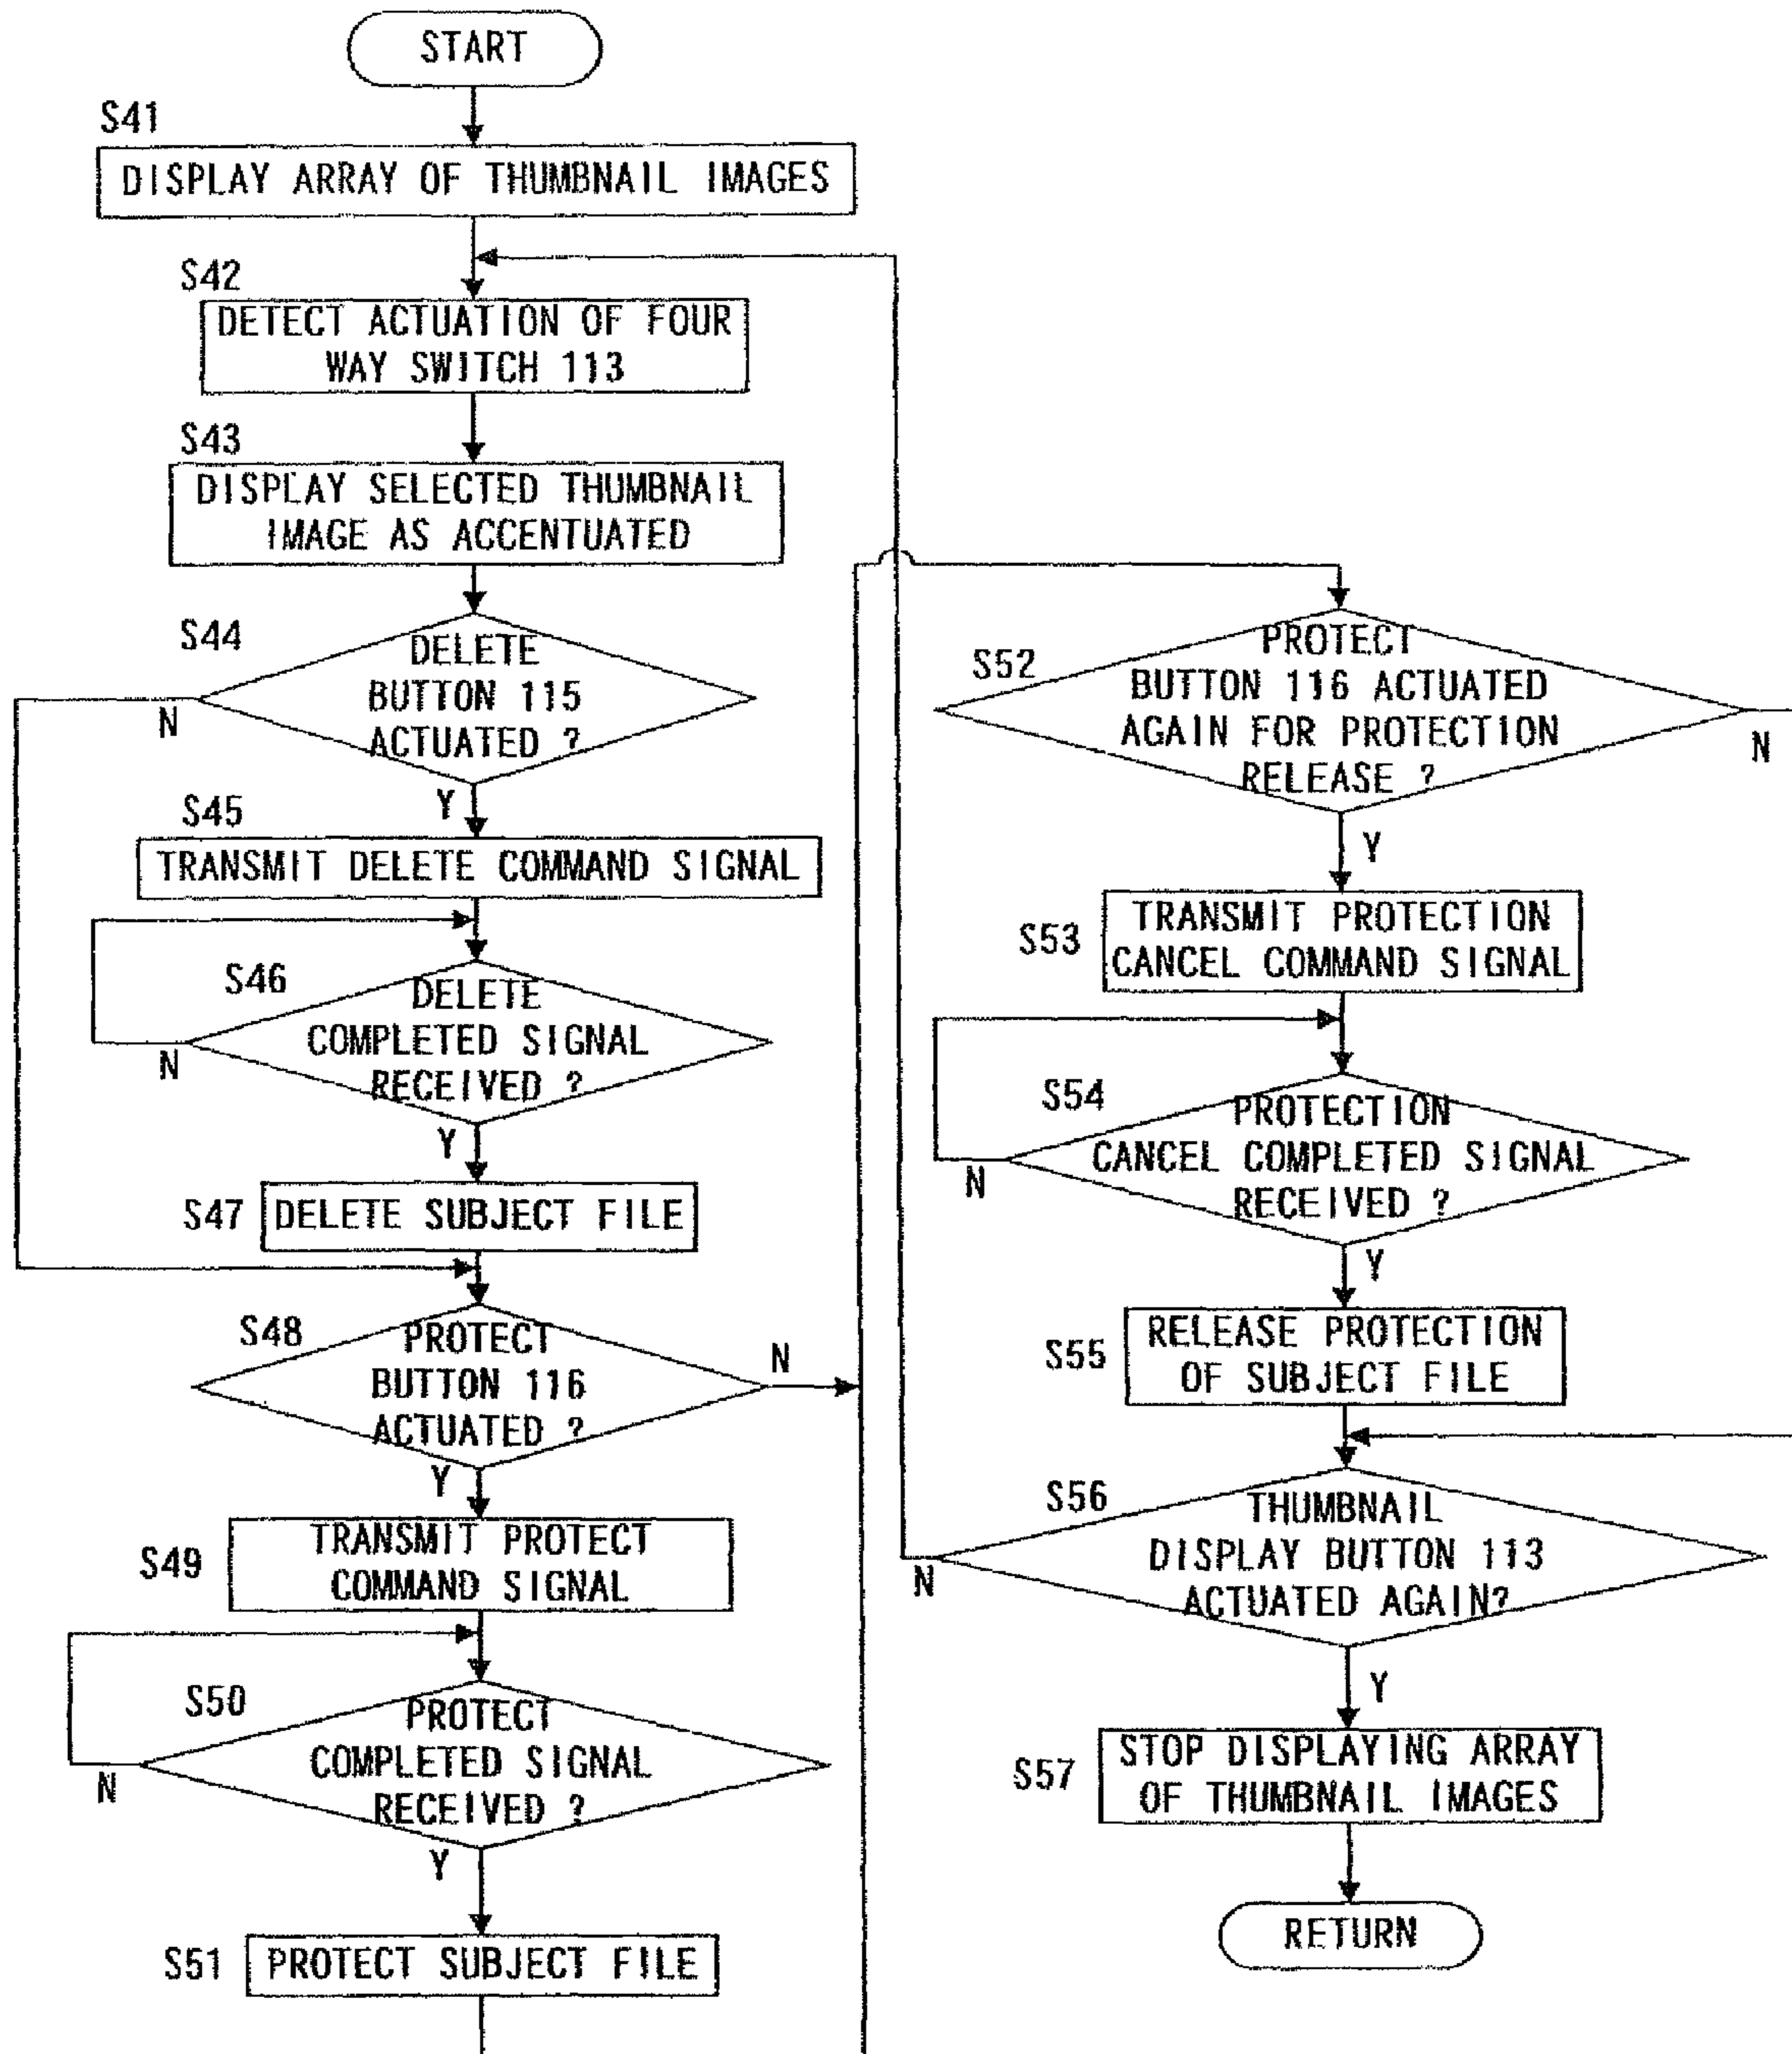 START
S41
DISPLAY ARRAY OF THUMBNAIL IMAGES
S42
DETECT ACTUATION OF FOUR
WAY SWITCH 113
S43
DISPLAY SELECTED THUMBNAIL
IMAGE AS ACCENTUATED
S44
DELETE
BUTTON 115
ACTUATED ?
N
Y
S45
TRANSMIT DELETE COMMAND SIGNAL
S46
DELETE
COMPLETED SIGNAL
RECEIVED ?
N
Y
S47
DELETE SUBJECT FILE
S48
PROTECT
BUTTON 116
ACTUATED ?
N
Y
S49
TRANSMIT PROTECT
COMMAND SIGNAL
S50
PROTECT
COMPLETED SIGNAL
RECEIVED ?
N
Y
S51
PROTECT SUBJECT FILE
S52
PROTECT
BUTTON 116 ACTUATED
AGAIN FOR PROTECTION
RELEASE ?
N
Y
S53
TRANSMIT PROTECTION
CANCEL COMMAND SIGNAL
S54
PROTECTION
CANCEL COMPLETED SIGNAL
RECEIVED ?
N
Y
S55
RELEASE PROTECTION
OF SUBJECT FILE
S56
THUMBNAIL
DISPLAY BUTTON 113
ACTUATED AGAIN?
N
Y
S57
STOP DISPLAYING ARRAY
OF THUMBNAIL IMAGES
RETURN